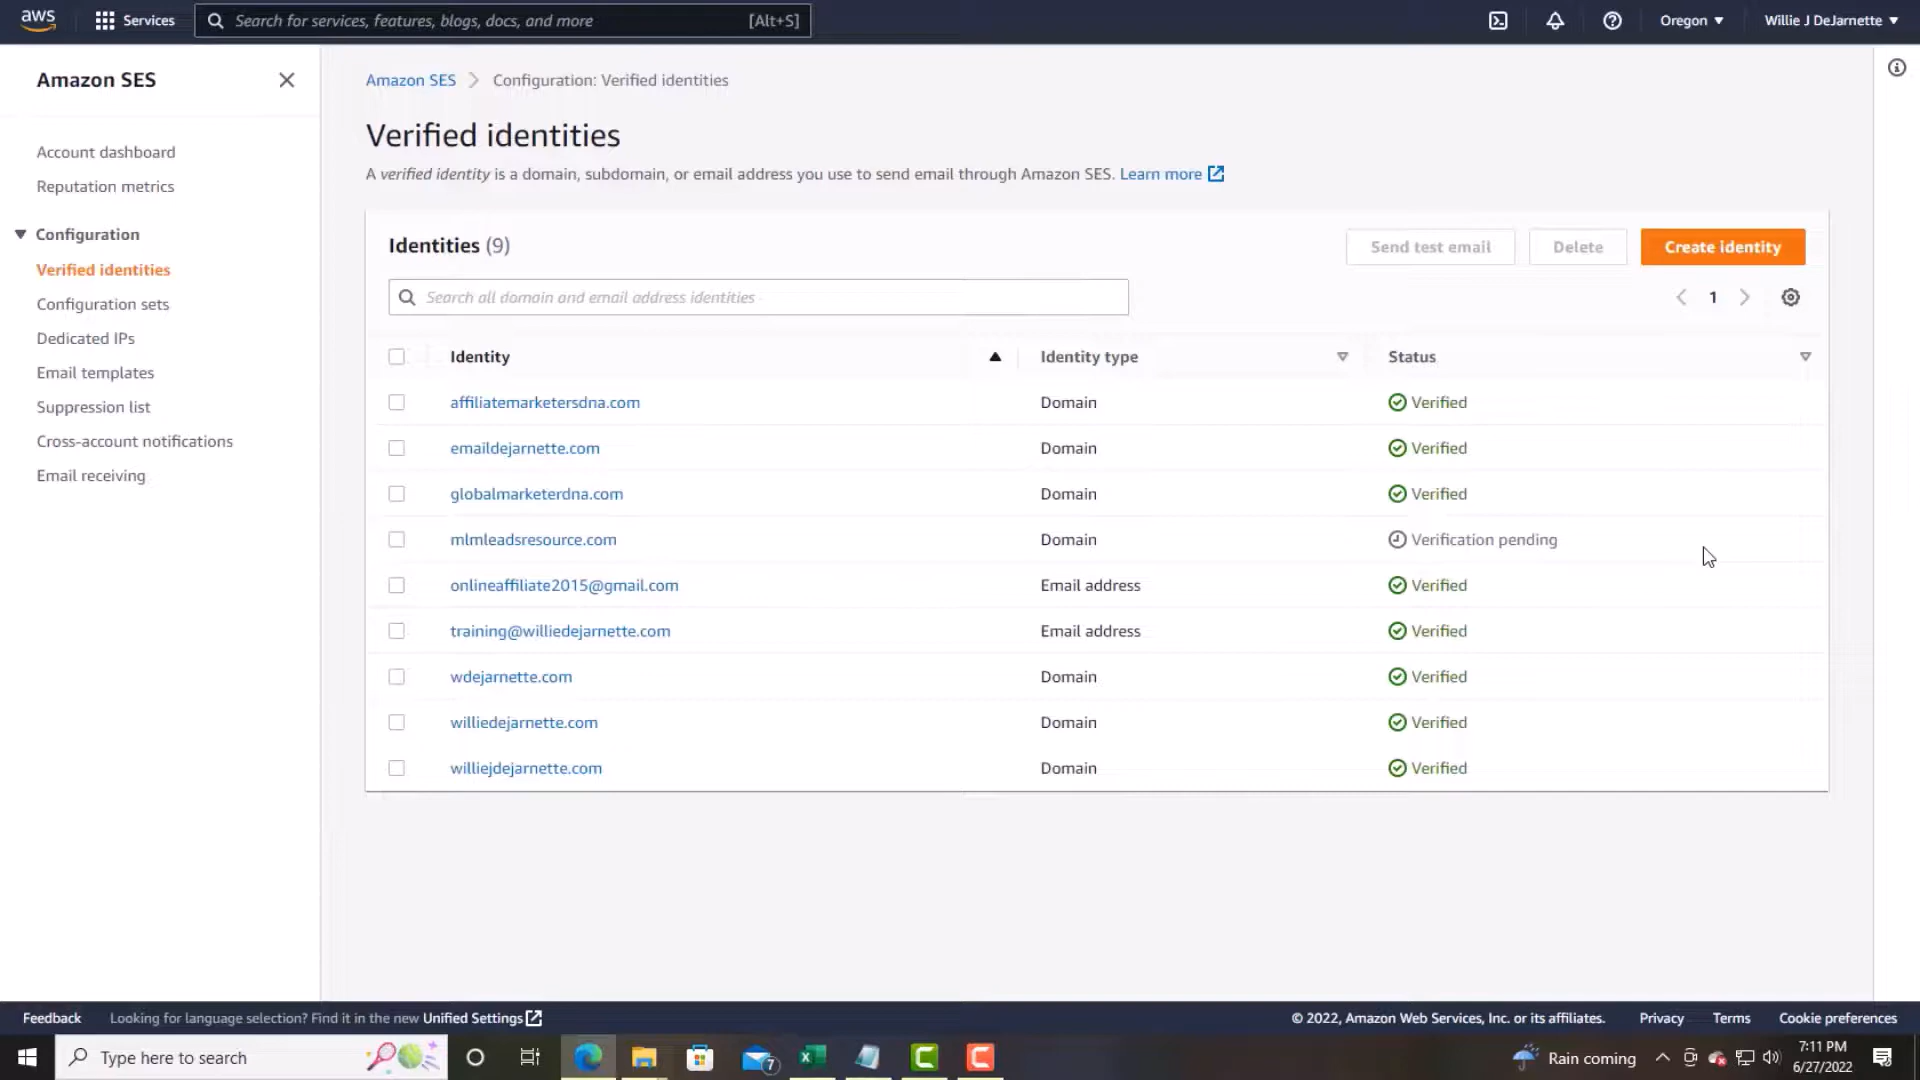 aws Services Search for services, features, blogs, docs, and more [Alt+S] Oregon Willie J DeJarnette
Amazon SES
Account dashboard
Reputation metrics
Configuration
Verified identities
Configuration sets
Dedicated IPs
Email templates
Suppression list
Cross-account notifications
Email receiving
Amazon SES Configuration: Verified identities
Verified identities
A verified identity is a domain, subdomain, or email address you use to send email through Amazon SES. Learn more
Identities (9) Send test email Delete Create identity
Search all domain and email address identities 1
Identity Identity type Status
affiliatemarketersdna.com Domain Verified
emaildejarnette.com Domain Verified
globalmarketerdna.com Domain Verified
mlmleadsresource.com Domain Verification pending
onlineaffiliate2015@gmail.com Email address Verified
training@williedejarnette.com Email address Verified
wdejarnette.com Domain Verified
williedejarnette.com Domain Verified
williejdejarnette.com Domain Verified
Feedback Looking for language selection? Find it in the new Unified Settings © 2022, Amazon Web Services, Inc. or its affiliates. Privacy Terms Cookie preferences
Type here to search 7 Rain coming 7:11 PM
6/27/2022